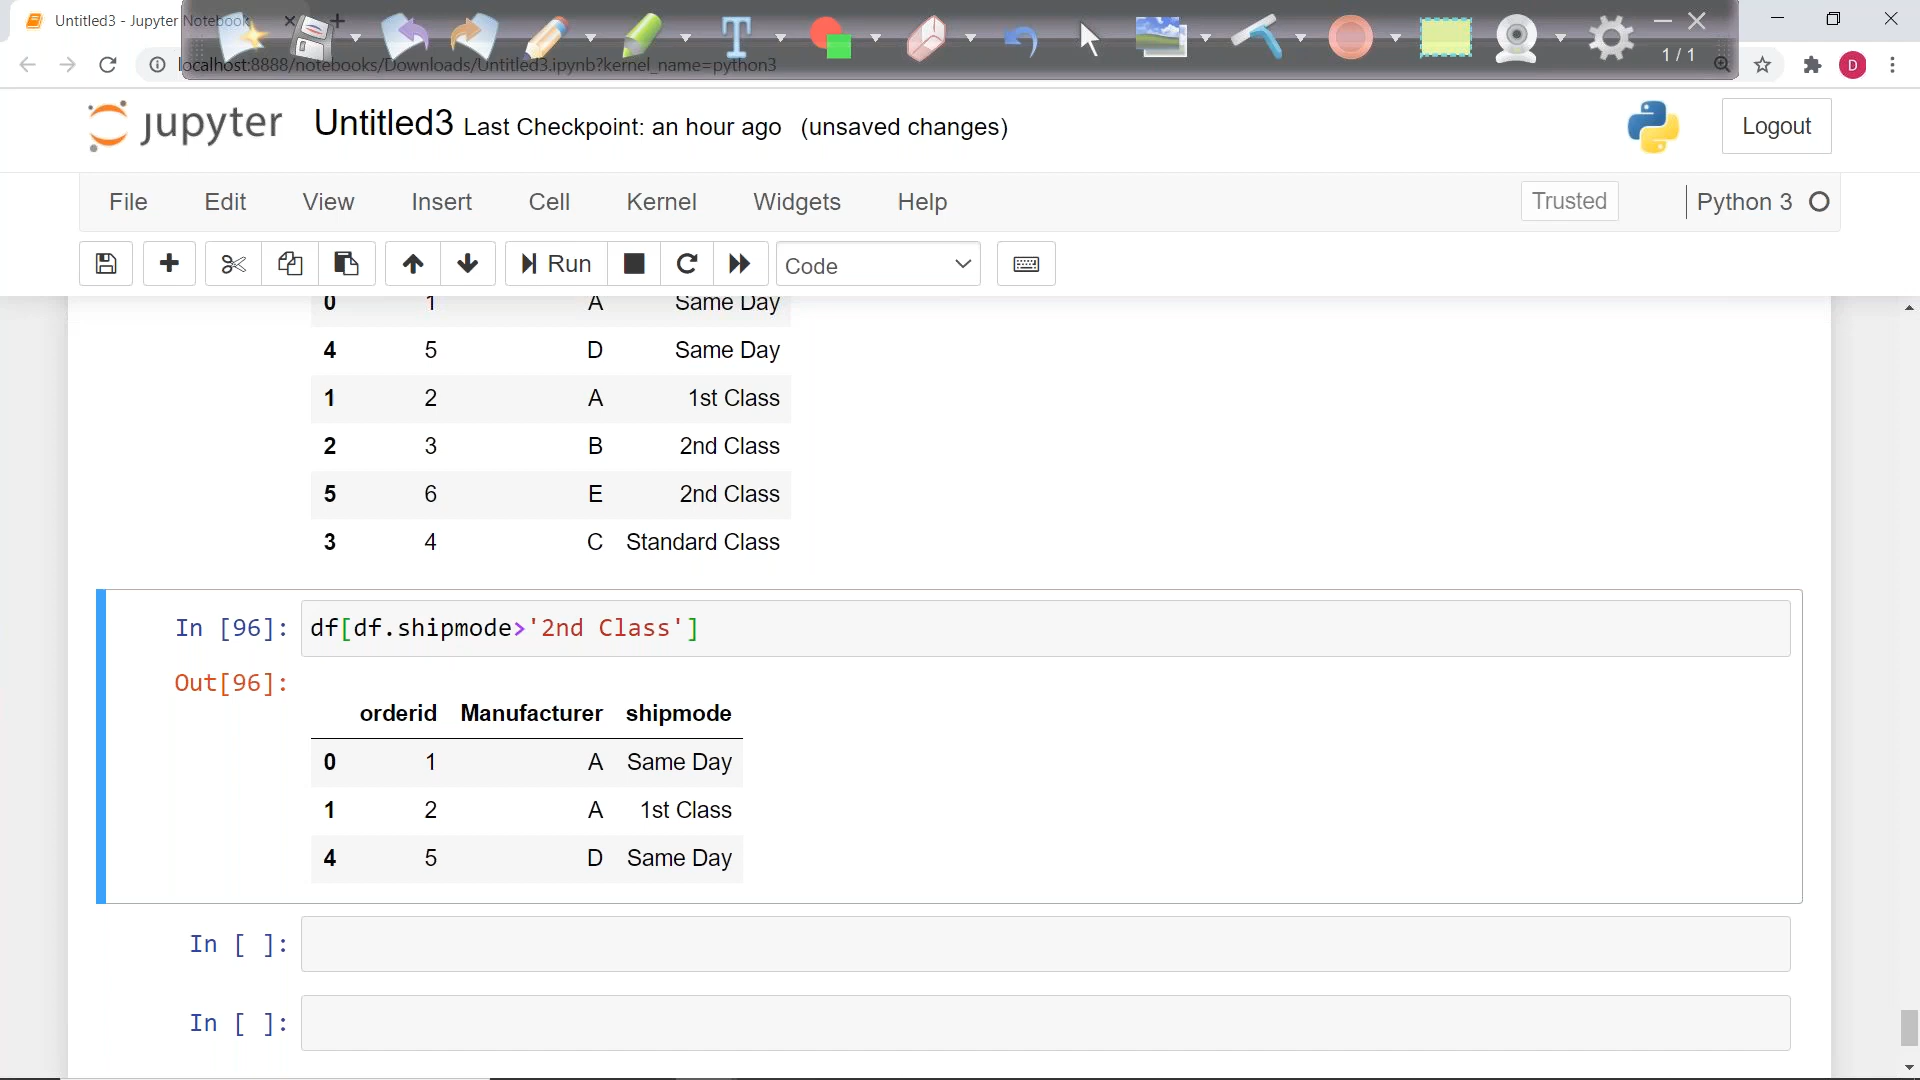 Untitled3 - Jupyter Notebook
1 / 1
localhost:8888/notebooks/Downloads/Untitled3.ipynb?kernel_name=python3
D
jupyter Untitled3 Last Checkpoint: an hour ago (unsaved changes)
Logout
File Edit View Insert Cell Kernel Widgets Help
Trusted
Python 3
Run
Code
0 1 A Same Day
4 5 D Same Day
1 2 A 1st Class
2 3 B 2nd Class
5 6 E 2nd Class
3 4 C Standard Class
In [96]: df[df.shipmode>'2nd Class']
Out[96]:
orderid Manufacturer shipmode
0 1 A Same Day
1 2 A 1st Class
4 5 D Same Day
In [ ]:
In [ ]: